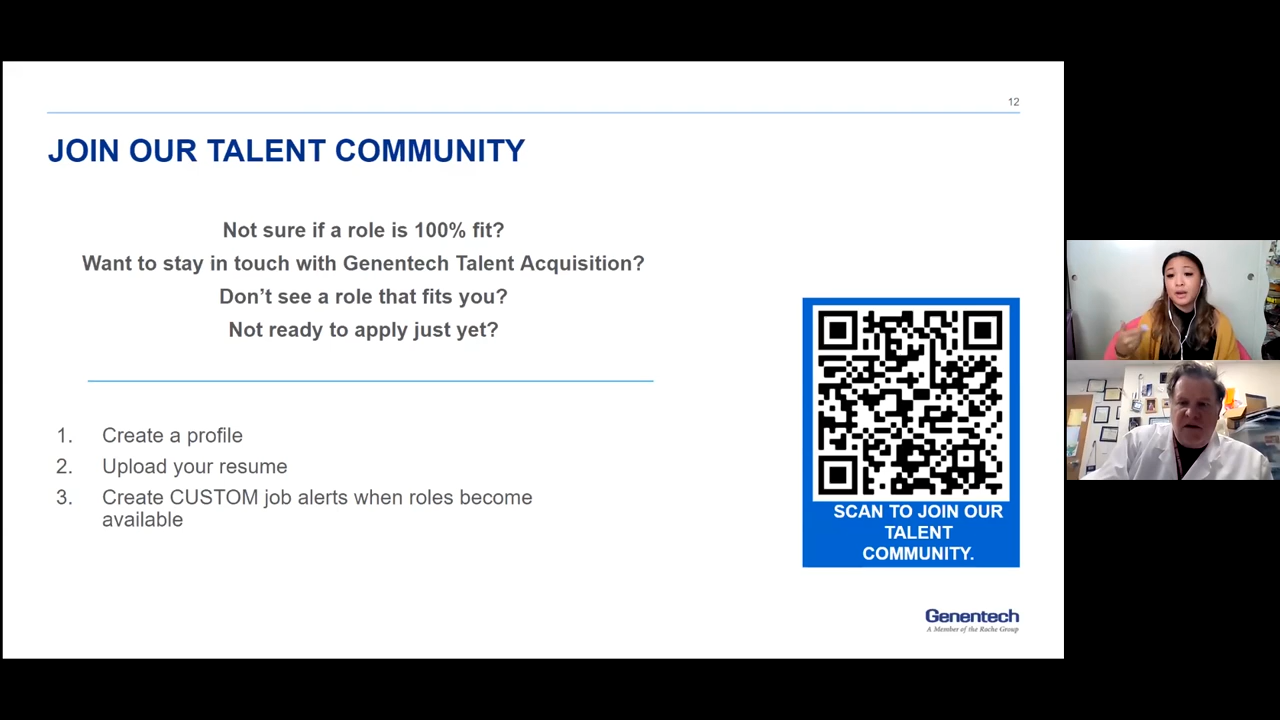 12
JOIN OUR TALENT COMMUNITY
Not sure if a role is 100% fit?
Want to stay in touch with Genentech Talent Acquisition?
Don’t see a role that fits you?
Not ready to apply just yet?
1. Create a profile
2. Upload your resume
3. Create CUSTOM job alerts when roles become
available
SCAN TO JOIN OUR
TALENT
COMMUNITY.
Genentech
A Member of the Roche Group